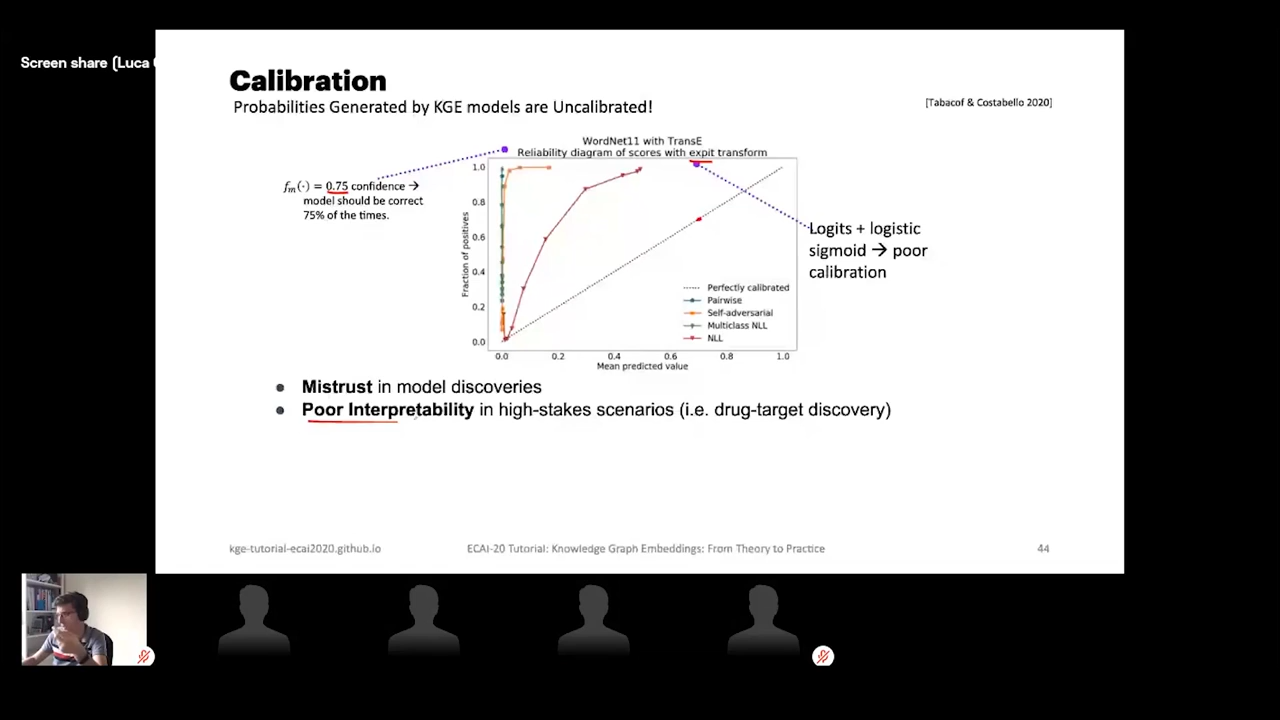 Screen share (Luca
Calibration
Probabilities Generated by KGE models are Uncalibrated!
[Tabacof & Costabello 2020]
WordNet11 with TransE
Reliability diagram of scores with expit transform
fm(·) = 0.75 confidence →
model should be correct
75% of the times.
Logits + logistic
sigmoid → poor
calibration
Fraction of positives
1.0
0.8
0.6
0.4
0.2
0.0
Perfectly calibrated
Pairwise
Self-adversarial
Multiclass NLL
NLL
0.0 0.2 0.4 0.6 0.8 1.0
Mean predicted value
● Mistrust in model discoveries
● Poor Interpretability in high-stakes scenarios (i.e. drug-target discovery)
kge-tutorial-ecai2020.github.io
ECAI-20 Tutorial: Knowledge Graph Embeddings: From Theory to Practice
44